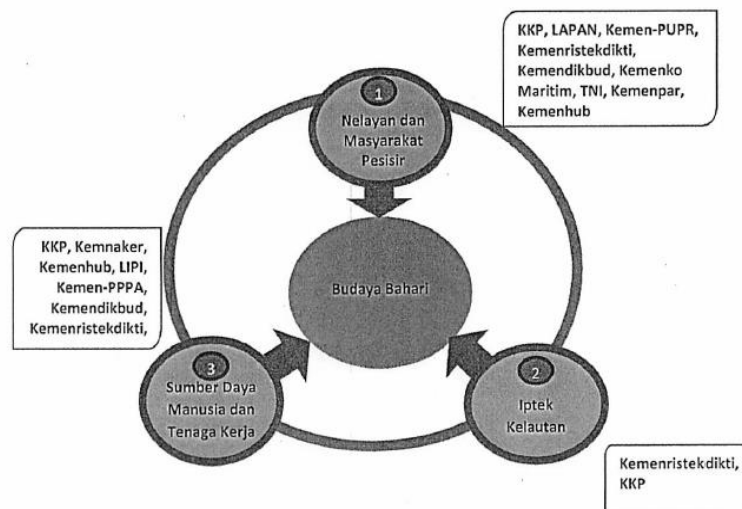 KKP, LAPAN, Kemen-PUPR,
Kemenristekdikti,
Kemendikbud, Kemenko
Maritim, TNI, Kemenpar,
Kemenhub
1
Nelayan dan
Masyarakat
Pesisir
KKP, Kemnaker,
Kemenhub, LIPI,
Kemen-PPPA,
Kemendikbud,
Kemenristekdikti,
Budaya Bahari
3
Sumber Daya
Manusia dan
Tenaga Kerja
2
Iptek
Kelautan
Kemenristekdikti,
KKP